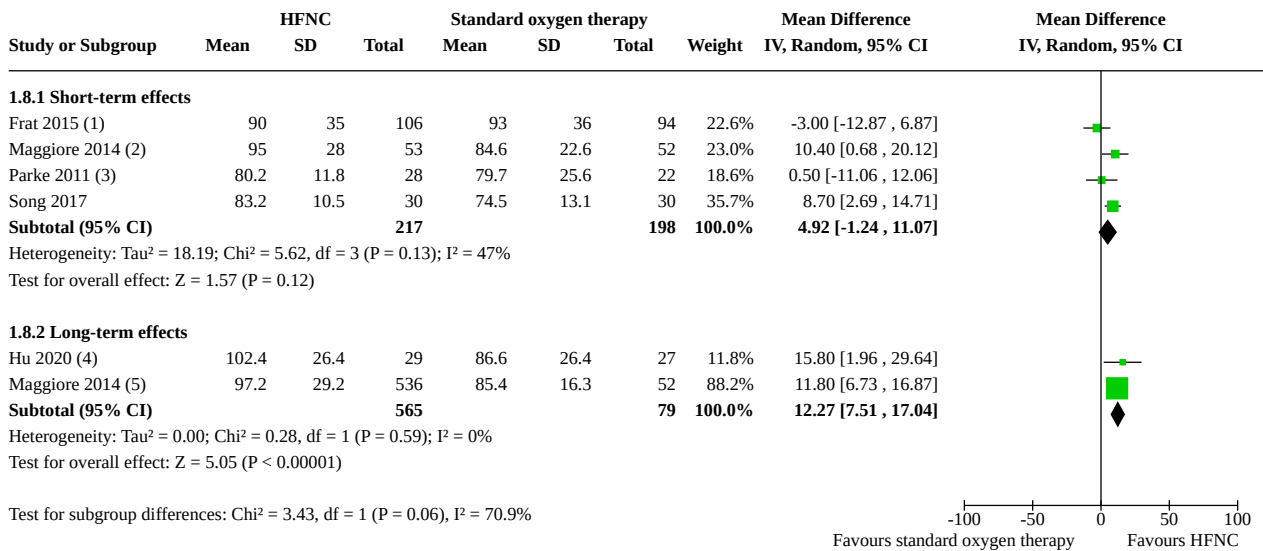 HFNC Standard oxygen therapy Mean Difference Mean Difference
Study or Subgroup Mean SD Total Mean SD Total Weight IV, Random, 95% CI IV, Random, 95% CI
1.8.1 Short-term effects
Frat 2015 (1) 90 35 106 93 36 94 22.6% -3.00 [-12.87 , 6.87]
Maggiore 2014 (2) 95 28 53 84.6 22.6 52 23.0% 10.40 [0.68 , 20.12]
Parke 2011 (3) 80.2 11.8 28 79.7 25.6 22 18.6% 0.50 [-11.06 , 12.06]
Song 2017 83.2 10.5 30 74.5 13.1 30 35.7% 8.70 [2.69 , 14.71]
Subtotal (95% CI) 217 198 100.0% 4.92 [-1.24 , 11.07]
Heterogeneity: Tau² = 18.19; Chi² = 5.62, df = 3 (P = 0.13); I² = 47%
Test for overall effect: Z = 1.57 (P = 0.12)
1.8.2 Long-term effects
Hu 2020 (4) 102.4 26.4 29 86.6 26.4 27 11.8% 15.80 [1.96 , 29.64]
Maggiore 2014 (5) 97.2 29.2 536 85.4 16.3 52 88.2% 11.80 [6.73 , 16.87]
Subtotal (95% CI) 565 79 100.0% 12.27 [7.51 , 17.04]
Heterogeneity: Tau² = 0.00; Chi² = 0.28, df = 1 (P = 0.59); I² = 0%
Test for overall effect: Z = 5.05 (P < 0.00001)
Test for subgroup differences: Chi² = 3.43, df = 1 (P = 0.06), I² = 70.9%
-100 -50 0 50 100
Favours standard oxygen therapy Favours HFNC